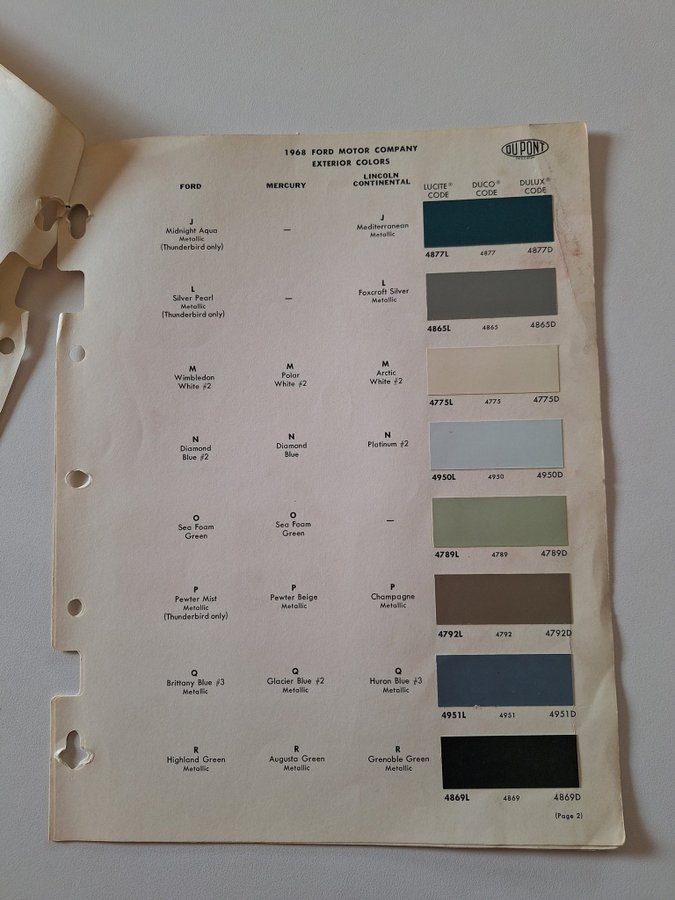 1968 FORD MOTOR COMPANY
EXTERIOR COLORS
DU PONT
FORD MERCURY LINCOLN CONTINENTAL LUCITE® CODE DUCO® CODE DULUX® CODE
J
Midnight Aqua
Metallic
(Thunderbird only)
—
J
Mediterranean
Metallic
4877L 4877 4877D
L
Silver Pearl
Metallic
(Thunderbird only)
—
L
Foxcroft Silver
Metallic
4865L 4865 4865D
M
Wimbledon
White #2
M
Polar
White #2
M
Arctic
White #2
4775L 4775 4775D
N
Diamond
Blue #2
N
Diamond
Blue
N
Platinum #2
4950L 4950 4950D
O
Sea Foam
Green
O
Sea Foam
Green
—
4789L 4789 4789D
P
Pewter Mist
Metallic
(Thunderbird only)
P
Pewter Beige
Metallic
P
Champagne
Metallic
4792L 4792 4792D
Q
Brittany Blue #3
Metallic
Q
Glacier Blue #2
Metallic
Q
Huron Blue #3
Metallic
4951L 4951 4951D
R
Highland Green
Metallic
R
Augusta Green
Metallic
R
Grenoble Green
Metallic
4869L 4869 4869D
(Page 2)